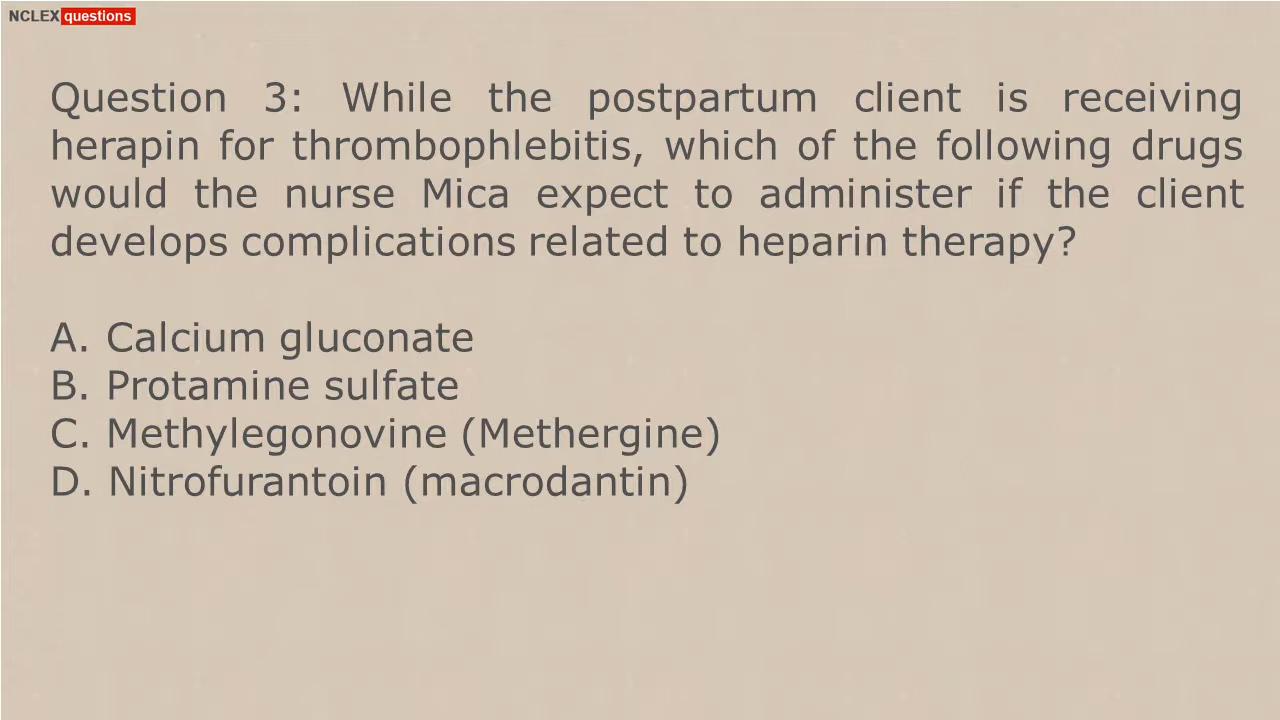 NCLEX questions
Question 3: While the postpartum client is receiving
herapin for thrombophlebitis, which of the following drugs
would the nurse Mica expect to administer if the client
develops complications related to heparin therapy?
A. Calcium gluconate
B. Protamine sulfate
C. Methylegonovine (Methergine)
D. Nitrofurantoin (macrodantin)